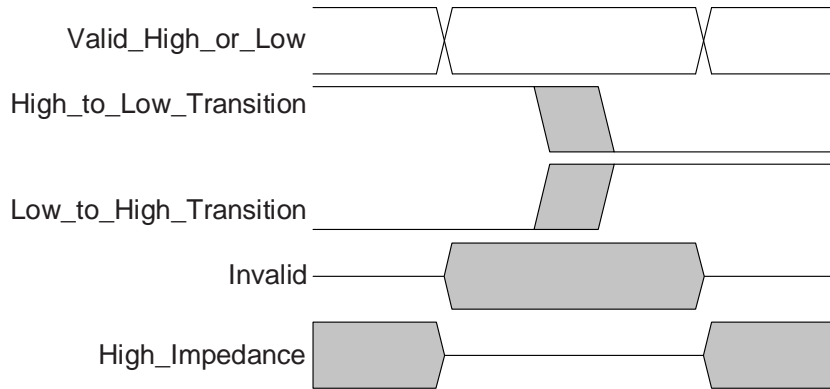 Valid_High_or_Low
High_to_Low_Transition
Low_to_High_Transition
Invalid
High_Impedance